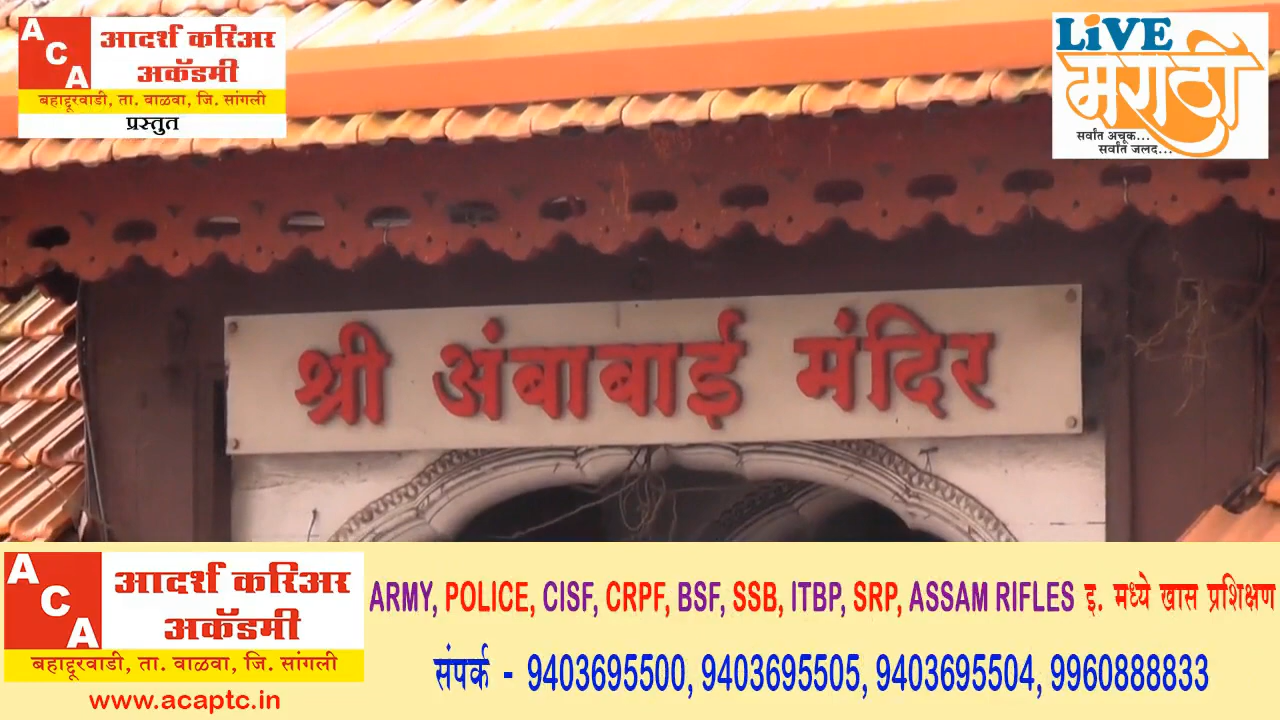 ACA
आदर्श करिअर
अकॅडमी
बहाद्दूरवाडी, ता. वाळवा, जि. सांगली
प्रस्तुत
LiVE
मराठी
सर्वांत अचूक...
सर्वांत जलद...
श्री अंबाबाई मंदिर
ACA
आदर्श करिअर
अकॅडमी
बहाद्दूरवाडी, ता. वाळवा, जि. सांगली
www.acaptc.in
ARMY, POLICE, CISF, CRPF, BSF, SSB, ITBP, SRP, ASSAM RIFLES इ. मध्ये खास प्रशिक्षण
संपर्क - 9403695500, 9403695505, 9403695504, 9960888833